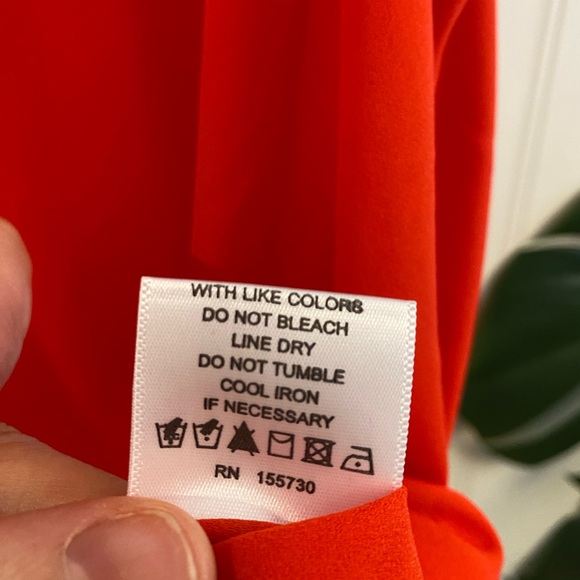 WITH LIKE COLORS
DO NOT BLEACH
LINE DRY
DO NOT TUMBLE
COOL IRON
IF NECESSARY
RN 155730